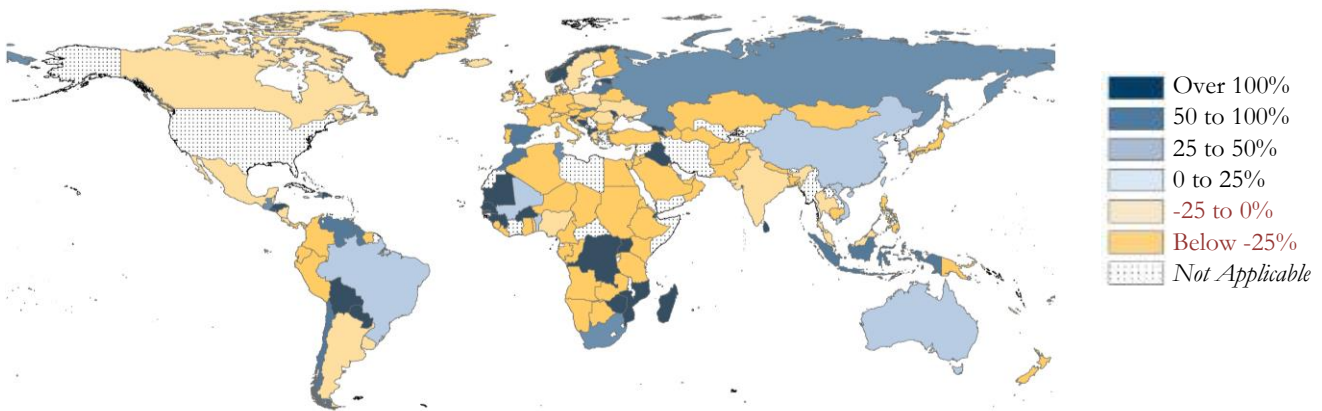 Over 100%
50 to 100%
25 to 50%
0 to 25%
-25 to 0%
Below -25%
Not Applicable